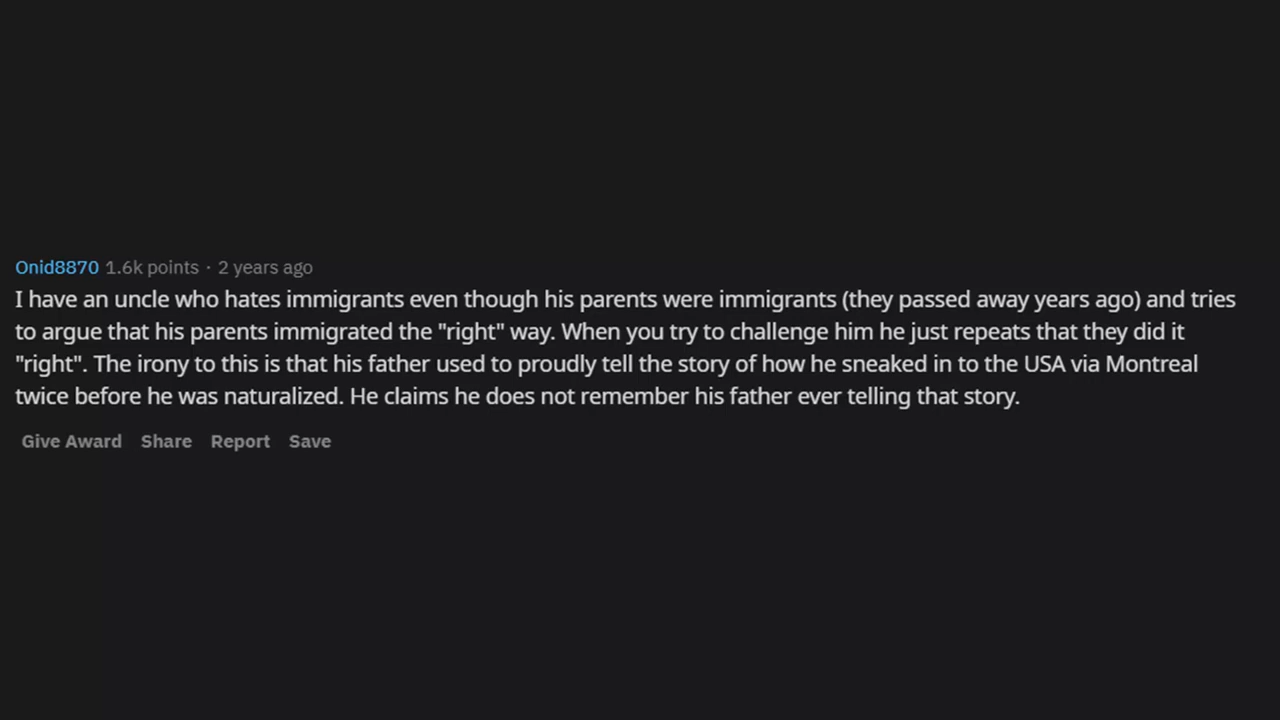 Onid8870 1.6k points · 2 years ago
I have an uncle who hates immigrants even though his parents were immigrants (they passed away years ago) and tries
to argue that his parents immigrated the "right" way. When you try to challenge him he just repeats that they did it
"right". The irony to this is that his father used to proudly tell the story of how he sneaked in to the USA via Montreal
twice before he was naturalized. He claims he does not remember his father ever telling that story.
Give Award Share Report Save